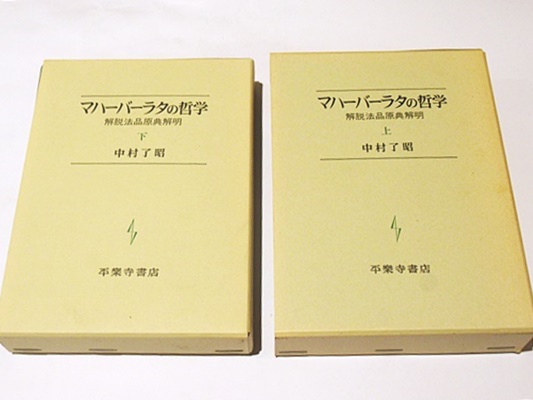 マハーバーラタの哲学
解脱法品原典解明
下
中村了昭
平樂寺書店
マハーバーラタの哲学
解脱法品原典解明
上
中村了昭
平樂寺書店